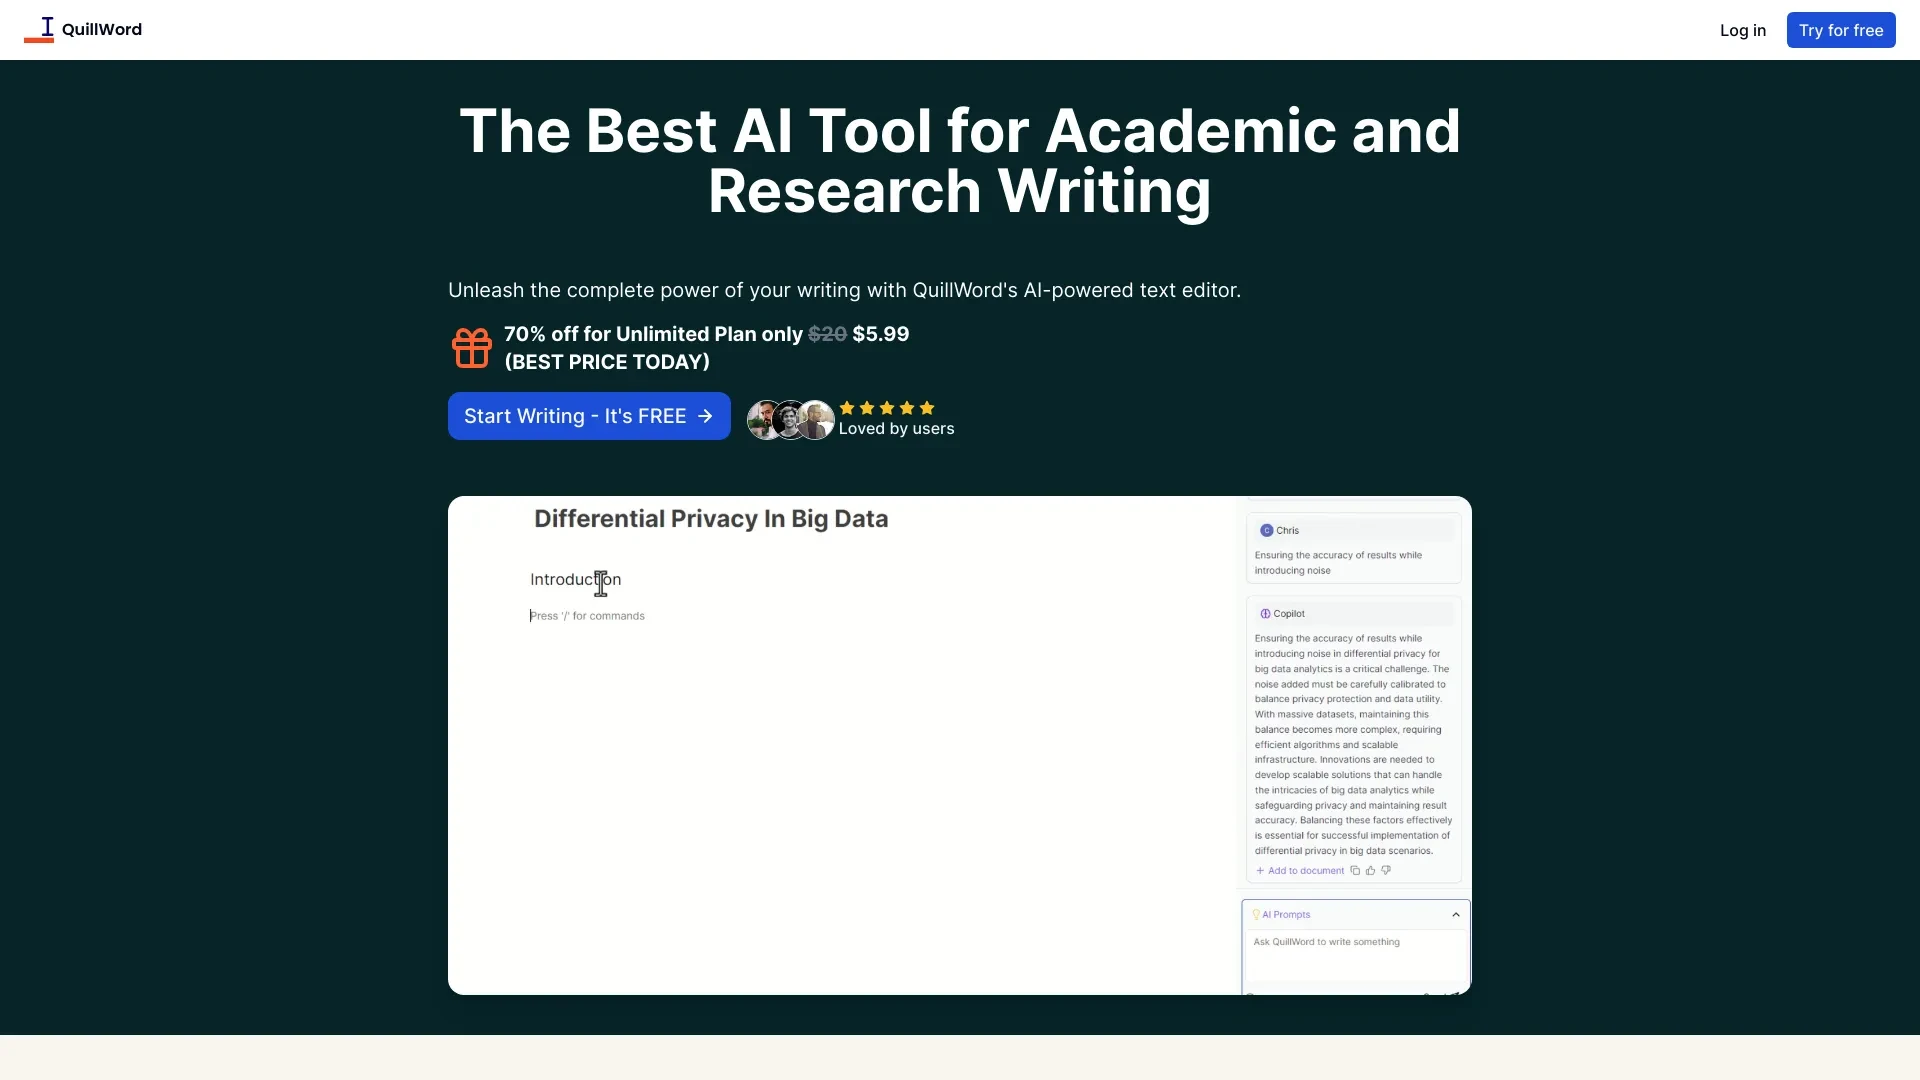 QuillWord
Log in
Try for free
The Best AI Tool for Academic and
Research Writing
Unleash the complete power of your writing with QuillWord's AI-powered text editor.
70% off for Unlimited Plan only $20 $5.99
(BEST PRICE TODAY)
Start Writing - It's FREE →
Loved by users
Differential Privacy In Big Data
Introduction
Press '/' for commands
C Chris
Ensuring the accuracy of results while
introducing noise
Copilot
Ensuring the accuracy of results while
introducing noise in differential privacy for
big data analytics is a critical challenge. The
noise added must be carefully calibrated to
balance privacy protection and data utility.
With massive datasets, maintaining this
balance becomes more complex, requiring
efficient algorithms and scalable
infrastructure. Innovations are needed to
develop scalable solutions that can handle
the intricacies of big data analytics while
safeguarding privacy and maintaining result
accuracy. Balancing these factors effectively
is essential for successful implementation of
differential privacy in big data scenarios.
+ Add to document
AI Prompts
Ask QuillWord to write something